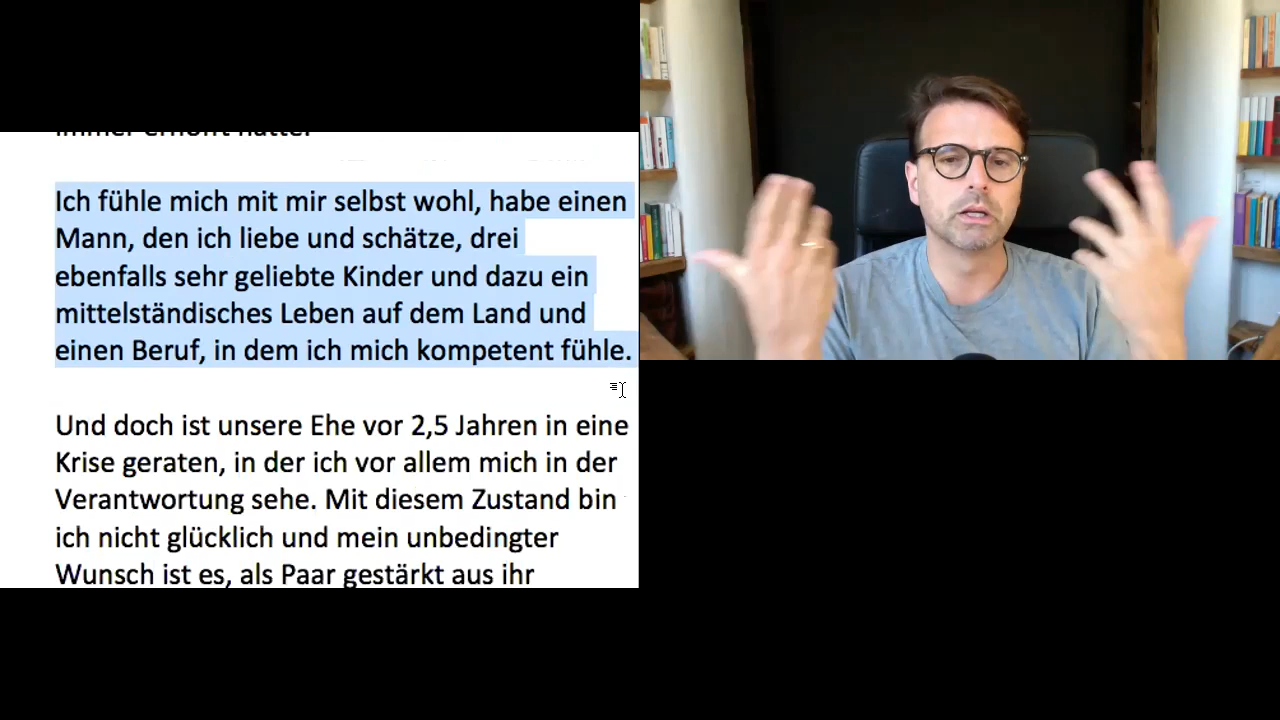 immer erhofft hatte.
Ich fühle mich mit mir selbst wohl, habe einen
Mann, den ich liebe und schätze, drei
ebenfalls sehr geliebte Kinder und dazu ein
mittelständisches Leben auf dem Land und
einen Beruf, in dem ich mich kompetent fühle.
Und doch ist unsere Ehe vor 2,5 Jahren in eine
Krise geraten, in der ich vor allem mich in der
Verantwortung sehe. Mit diesem Zustand bin
ich nicht glücklich und mein unbedingter
Wunsch ist es, als Paar gestärkt aus ihr